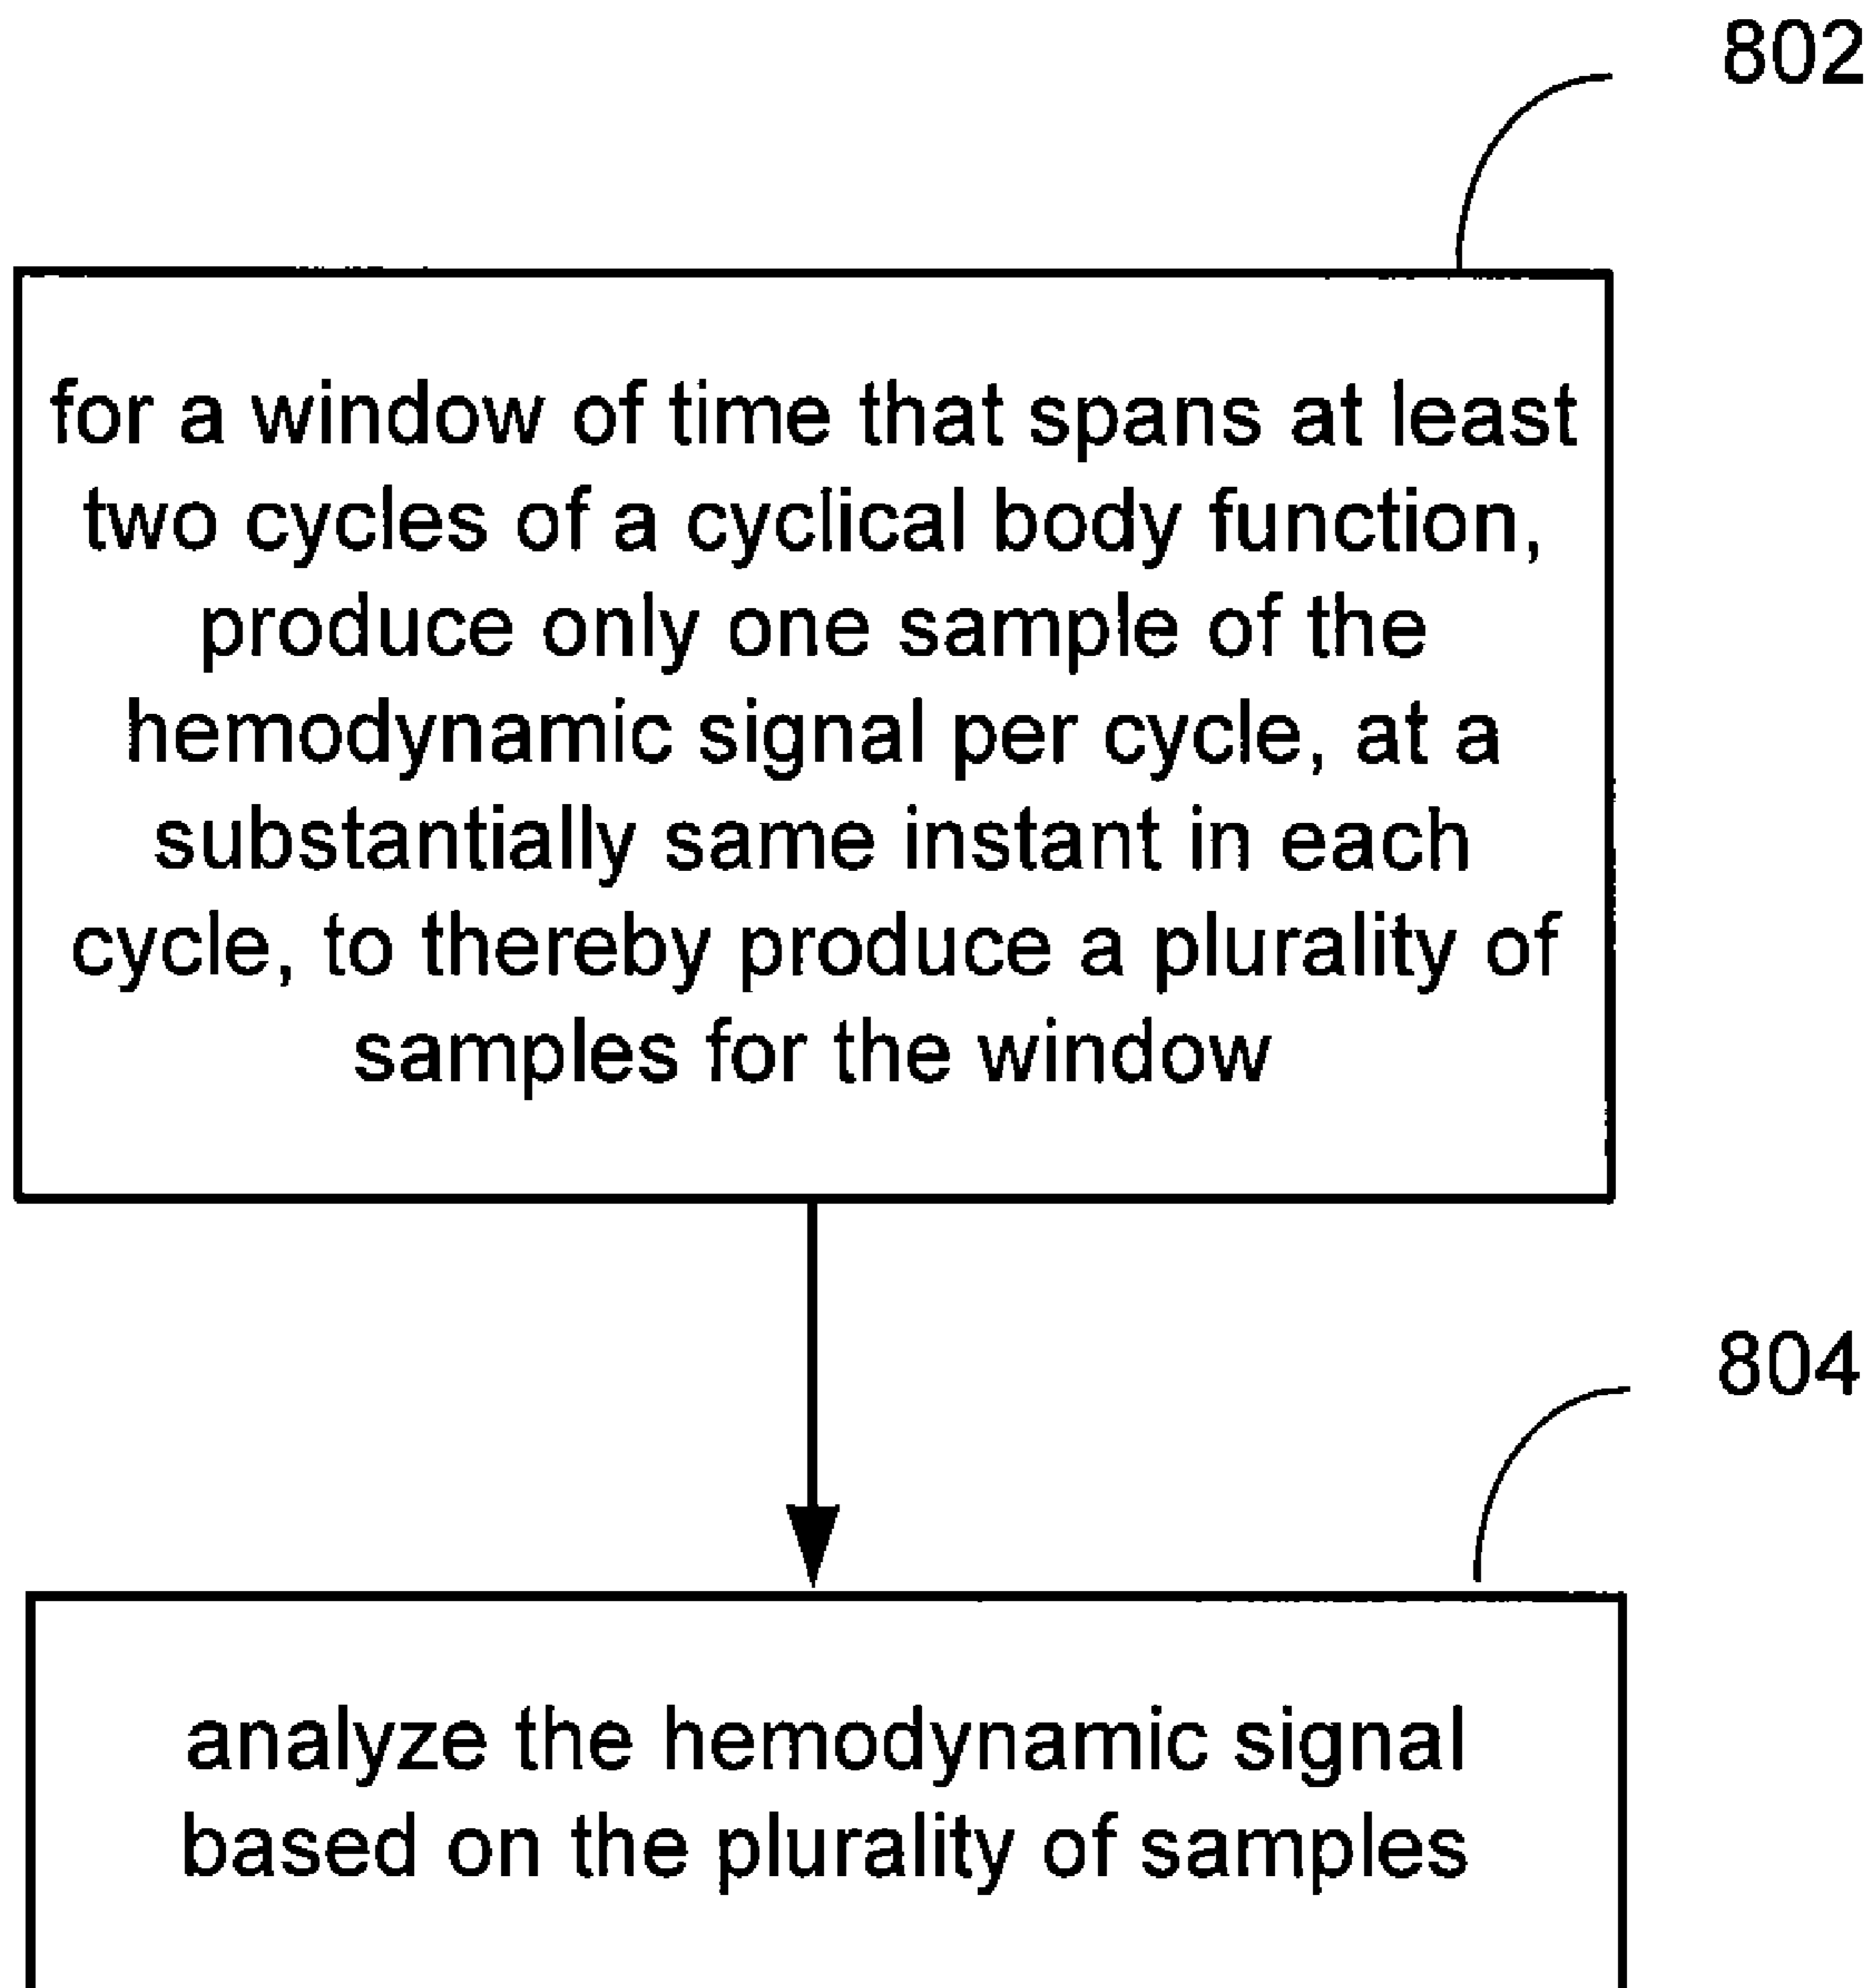 802
for a window of time that spans at least
two cycles of a cyclical body function,
produce only one sample of the
hemodynamic signal per cycle, at a
substantially same instant in each
cycle, to thereby produce a plurality of
samples for the window
804
analyze the hemodynamic signal
based on the plurality of samples